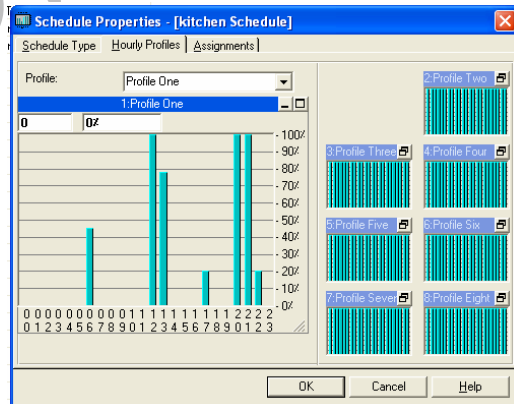 Schedule Properties - [kitchen Schedule]
Schedule Type Hourly Profiles Assignments
Profile: Profile One
1:Profile One
0 0%
100%
90%
80%
70%
60%
50%
40%
30%
20%
10%
0%
0 0 0 0 0 0 0 0 0 0 1 1 1 1 1 1 1 1 1 1 2 2 2 2
0 1 2 3 4 5 6 7 8 9 0 1 2 3 4 5 6 7 8 9 0 1 2 3
2:Profile Two
3:Profile Three 4:Profile Four
5:Profile Five 6:Profile Six
7:Profile Sever 8:Profile Eight
OK Cancel Help